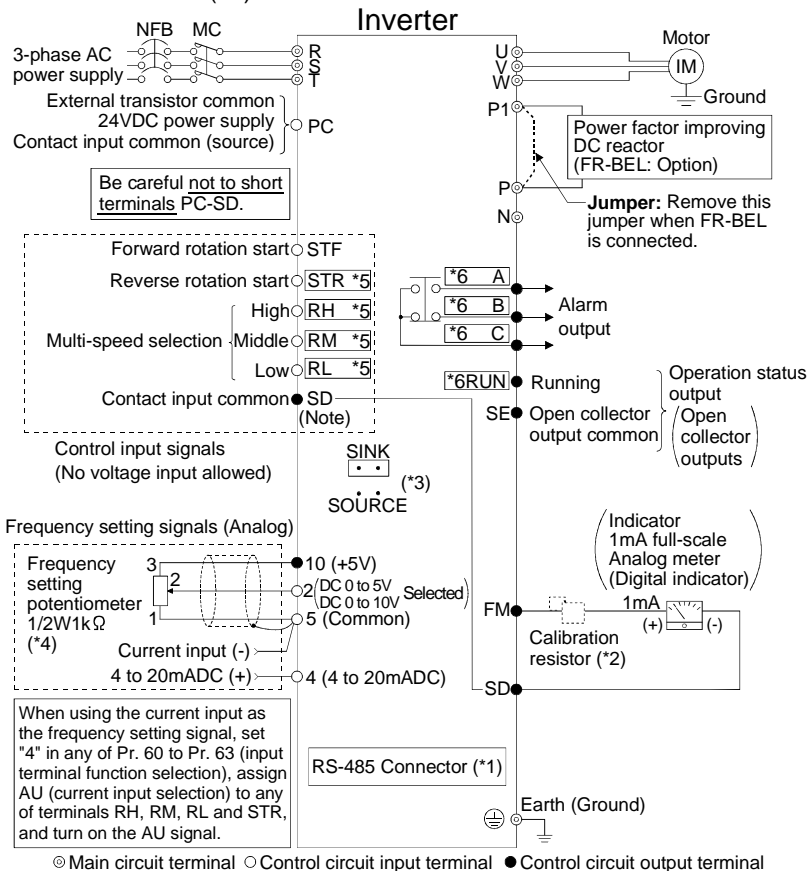 Inverter
NFB MC
3-phase AC
power supply
R
S
T
External transistor common
24VDC power supply
Contact input common (source)
PC
Be careful not to short
terminals PC-SD.
Forward rotation start STF
Reverse rotation start STR *5
Multi-speed selection
High RH *5
Middle RM *5
Low RL *5
Contact input common SD
(Note)
Control input signals
(No voltage input allowed)
SINK
(*3)
SOURCE
Frequency setting signals (Analog)
Frequency
setting
potentiometer
1/2W1kΩ
(*4)
3
2
1
10 (+5V)
2 (DC 0 to 5V
DC 0 to 10V Selected)
5 (Common)
Current input (-)
4 to 20mADC (+)
4 (4 to 20mADC)
When using the current input as
the frequency setting signal, set
"4" in any of Pr. 60 to Pr. 63 (input
terminal function selection), assign
AU (current input selection) to any
of terminals RH, RM, RL and STR,
and turn on the AU signal.
RS-485 Connector (*1)
U
V
W
Motor
IM
Ground
P1
Power factor improving
DC reactor
(FR-BEL: Option)
P
N
Jumper: Remove this
jumper when FR-BEL
is connected.
*6 A
*6 B
*6 C
Alarm
output
*6RUN Running
SE Open collector
output common
Operation status
output
(Open
collector
outputs)
(Indicator
1mA full-scale
Analog meter
(Digital indicator))
FM
1mA
(+) (-)
Calibration
resistor (*2)
SD
Earth (Ground)
Main circuit terminal Control circuit input terminal Control circuit output terminal